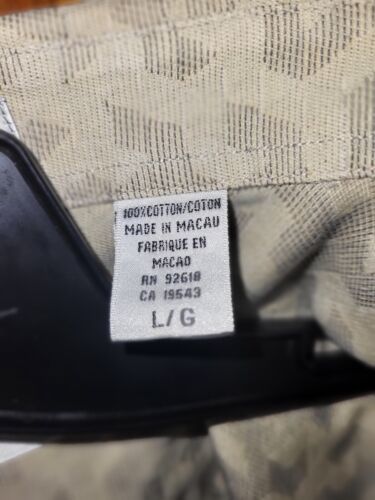 100%COTTON/COTON
MADE IN MACAU
FABRIQUE EN
MACAO
RN 92618
CA 19543
L/G